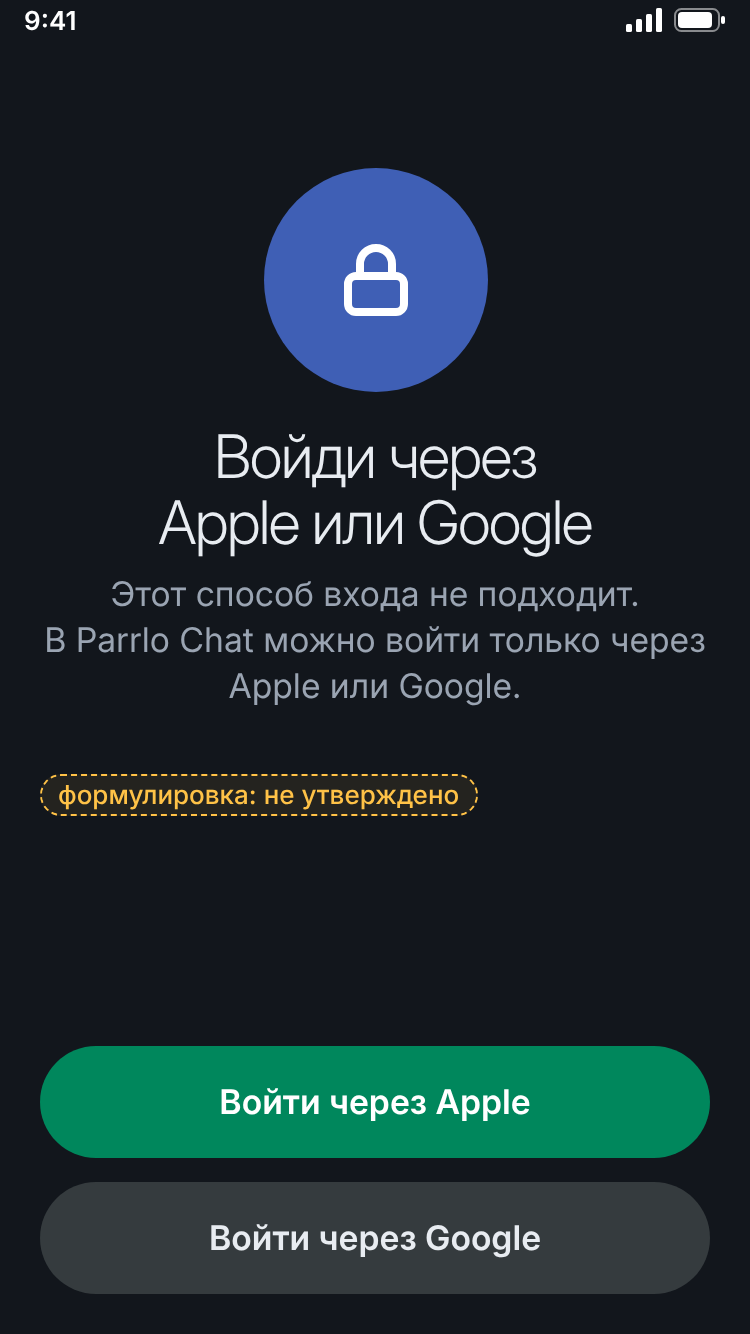 9:41
Войди через
Apple или Google
Этот способ входа не подходит.
В Parrlo Chat можно войти только через
Apple или Google.
формулировка: не утверждено
Войти через Apple
Войти через Google